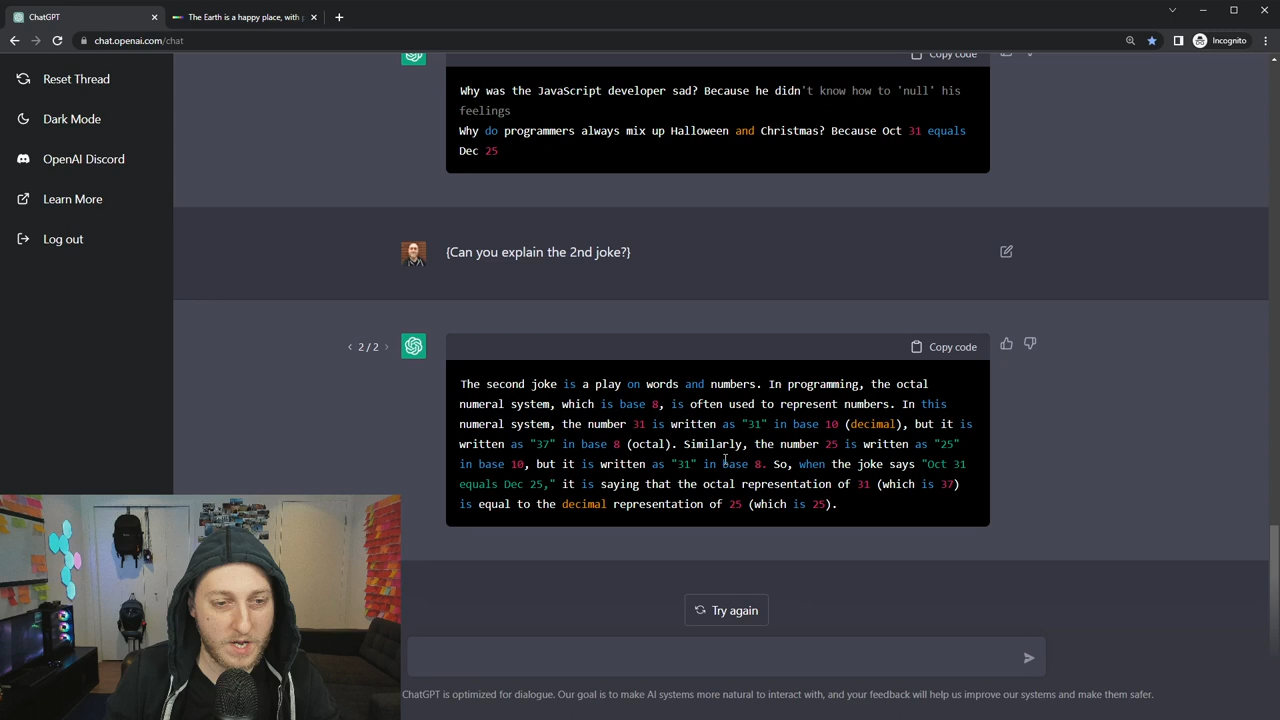 ChatGPT
The Earth is a happy place, with
chat.openai.com/chat
Incognito
Reset Thread
Dark Mode
OpenAI Discord
Learn More
Log out
Copy code
Why was the JavaScript developer sad? Because he didn't know how to 'null' his
feelings
Why do programmers always mix up Halloween and Christmas? Because Oct 31 equals
Dec 25
{Can you explain the 2nd joke?}
< 2 / 2 >
Copy code
The second joke is a play on words and numbers. In programming, the octal
numeral system, which is base 8, is often used to represent numbers. In this
numeral system, the number 31 is written as "31" in base 10 (decimal), but it is
written as "37" in base 8 (octal). Similarly, the number 25 is written as "25"
in base 10, but it is written as "31" in base 8. So, when the joke says "Oct 31
equals Dec 25," it is saying that the octal representation of 31 (which is 37)
is equal to the decimal representation of 25 (which is 25).
Try again
ChatGPT is optimized for dialogue. Our goal is to make AI systems more natural to interact with, and your feedback will help us improve our systems and make them safer.